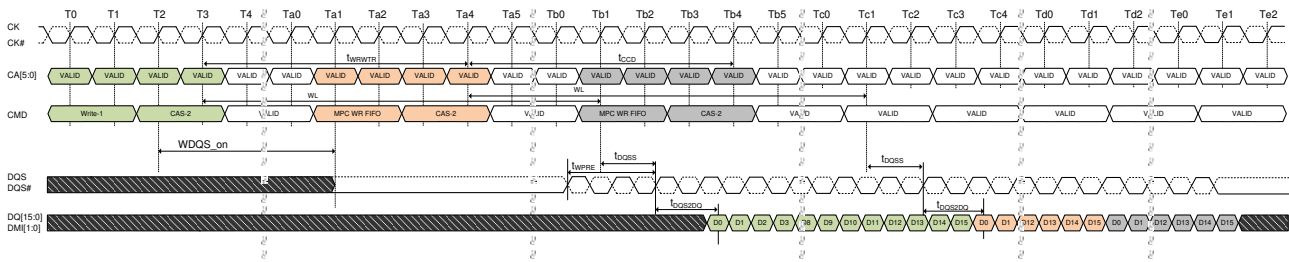 T0 T1 T2 T3 T4 Ta0 Ta1 Ta2 Ta3 Ta4 Ta5 Tb0 Tb1 Tb2 Tb3 Tb4 Tb5 Tc0 Tc1 Tc2 Tc3 Tc4 Td0 Td1 Td2 Te0 Te1 Te2
CK
CK#
tWRWTR tCCD
CA[5:0] VALID VALID VALID VALID VALID VALID VALID VALID VALID VALID VALID VALID VALID VALID VALID VALID VALID VALID VALID VALID VALID VALID VALID VALID VALID VALID VALID VALID
WL WL
CMD Write-1 CAS-2 VALID MPC WR FIFO CAS-2 VALID MPC WR FIFO CAS-2 VALID VALID VALID VALID VALID VALID
WDQS_on
tDQSS tDQSS
tWPRE
DQS
DQS#
tDQS2DQ tDQS2DQ
DQ[15:0]
DMI[1:0]
D0 D1 D2 D3 D8 D9 D10 D11 D12 D13 D14 D15 D0 D1 D12 D13 D14 D15 D0 D1 D12 D13 D14 D15